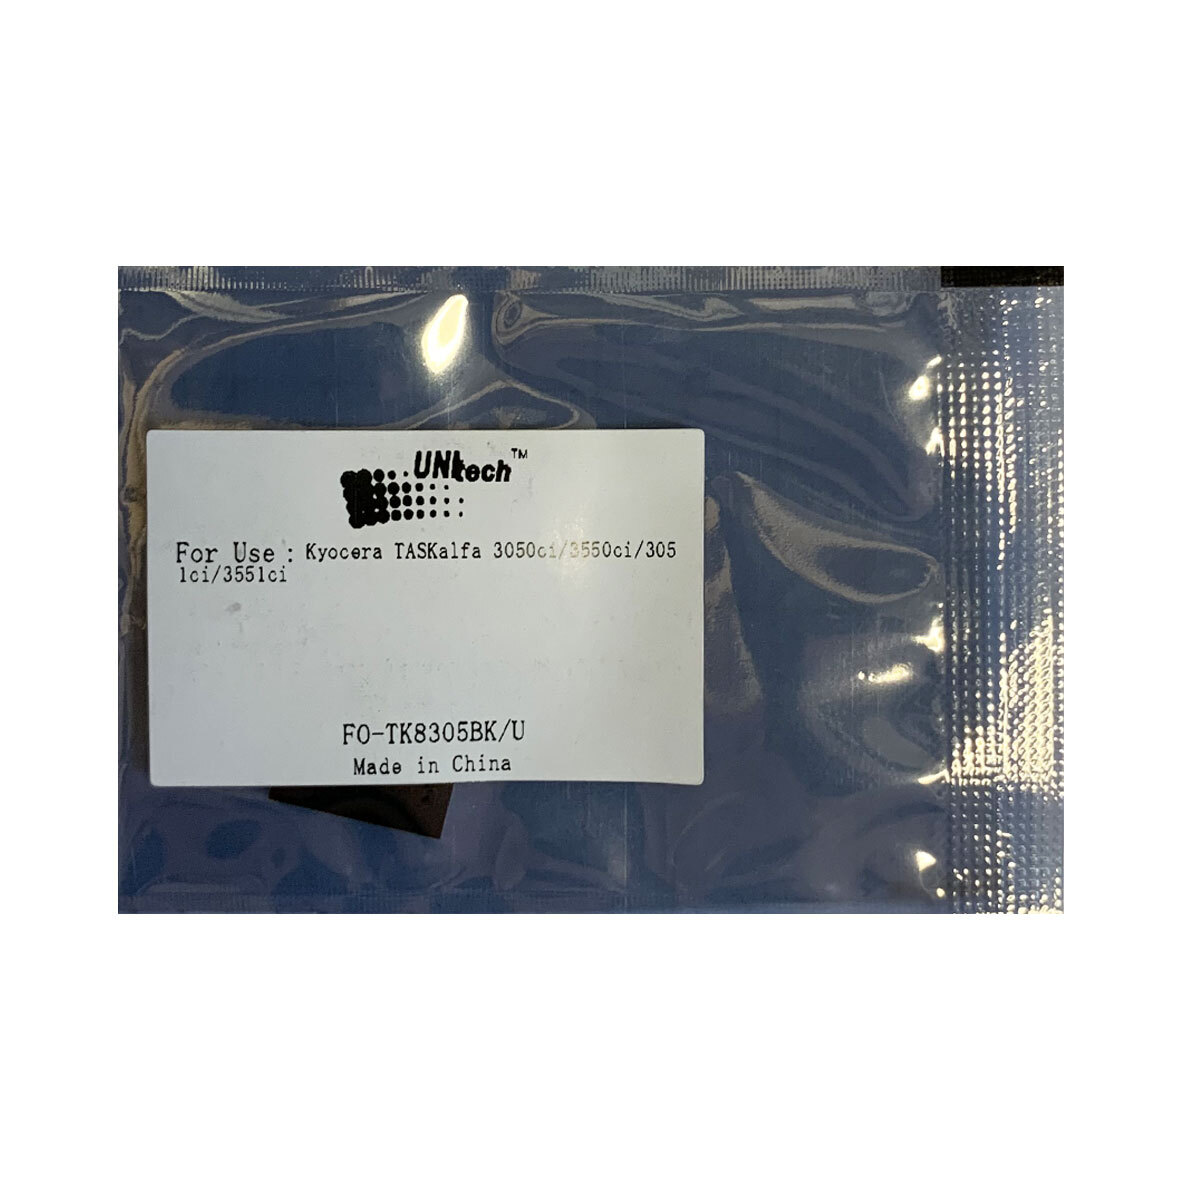 UNItech™
For Use : Kyocera TASKalfa 3050ci/3550ci/305
1ci/3551ci
FO-TK8305BK/U
Made in China